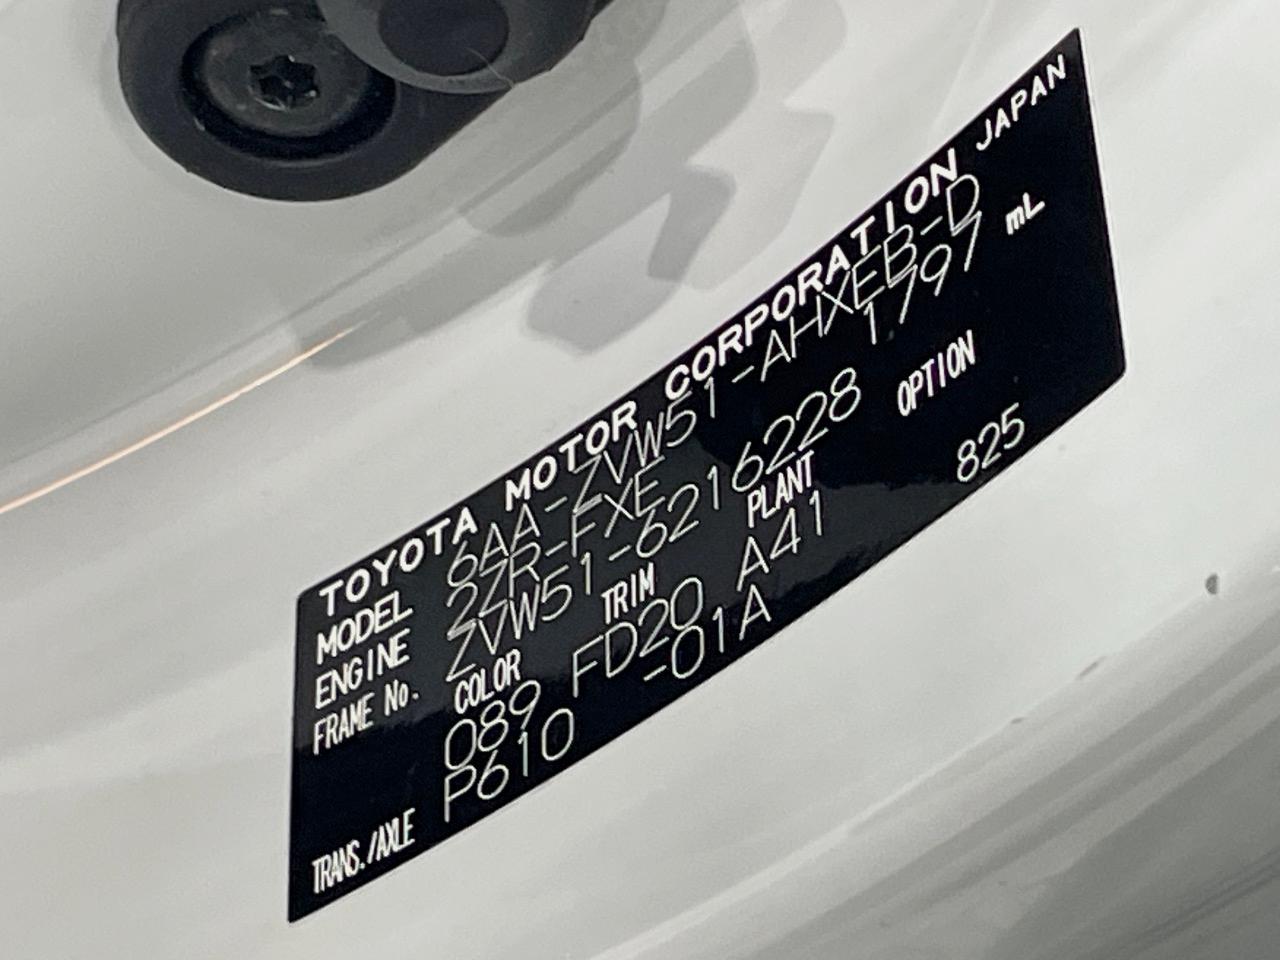 TOYOTA MOTOR CORPORATION JAPAN
MODEL 6AA-ZVW51-AHXEB-D
ENGINE 2ZR-FXE 1797 mL
FRAME No. ZVW51-6216228
COLOR TRIM PLANT OPTION
089 FD20 A41 825
TRANS./AXLE P610 -01A